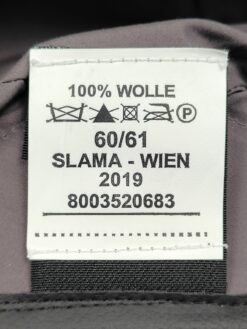 100% WOLLE
P
60/61
SLAMA - WIEN
2019
8003520683